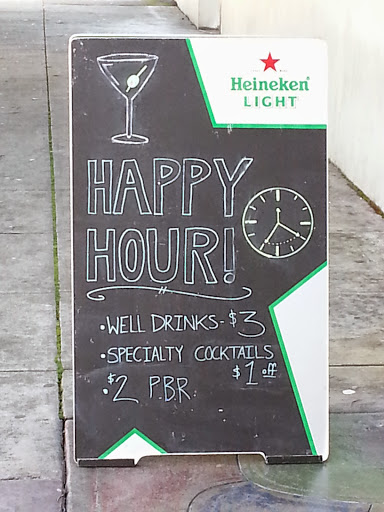 Heineken
LIGHT
HAPPY
HOUR!
• WELL DRINKS - $3
• SPECIALTY COCKTAILS
$1 off
• $2 P.B.R.